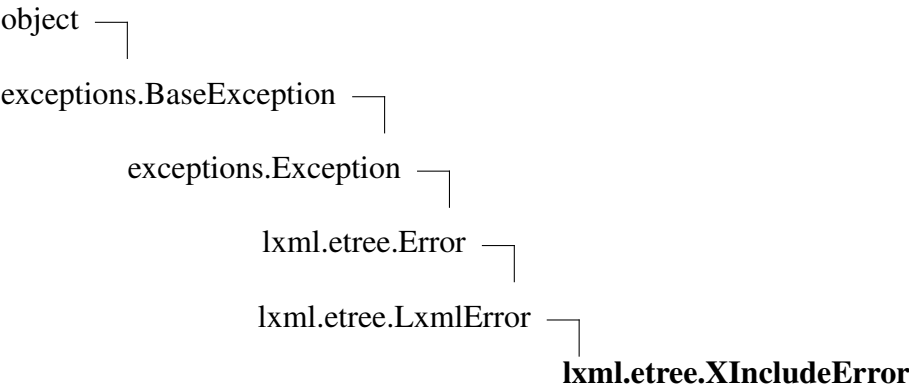 object
exceptions.BaseException
exceptions.Exception
lxml.etree.Error
lxml.etree.LxmlError
lxml.etree.XIncludeError